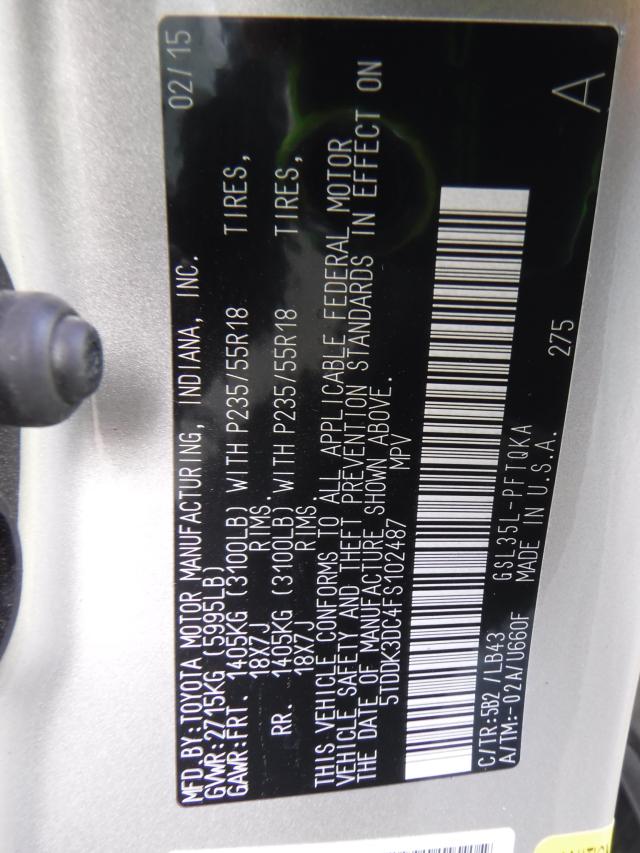 MFD.BY:TOYOTA MOTOR MANUFACTURING, INDIANA, INC. 02/15
GVWR:2715KG (5995LB)
GAWR:FRT. 1405KG (3100LB) WITH P235/55R18 TIRES,
18X7J RIMS.
RR. 1405KG (3100LB) WITH P235/55R18 TIRES,
18X7J RIMS.
THIS VEHICLE CONFORMS TO ALL APPLICABLE FEDERAL MOTOR
VEHICLE SAFETY AND THEFT PREVENTION STANDARDS IN EFFECT ON
THE DATE OF MANUFACTURE SHOWN ABOVE.
5TDDK3DC4FS102487 MPV
C/TR:5B2 /LB43 GSL35L-PFTQKA 275
A/TM:-02A/U660F MADE IN U.S.A. A